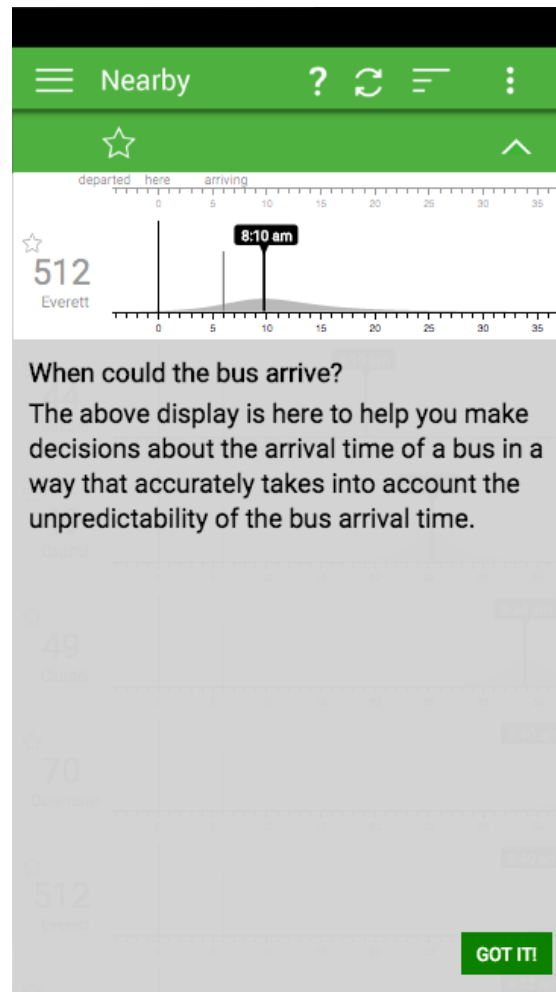 Nearby ?
departed here arriving
0 5 10 15 20 25 30 35
8:10 am
512
Everett
0 5 10 15 20 25 30 35
When could the bus arrive?
The above display is here to help you make
decisions about the arrival time of a bus in a
way that accurately takes into account the
unpredictability of the bus arrival time.
49
70
512
GOT IT!